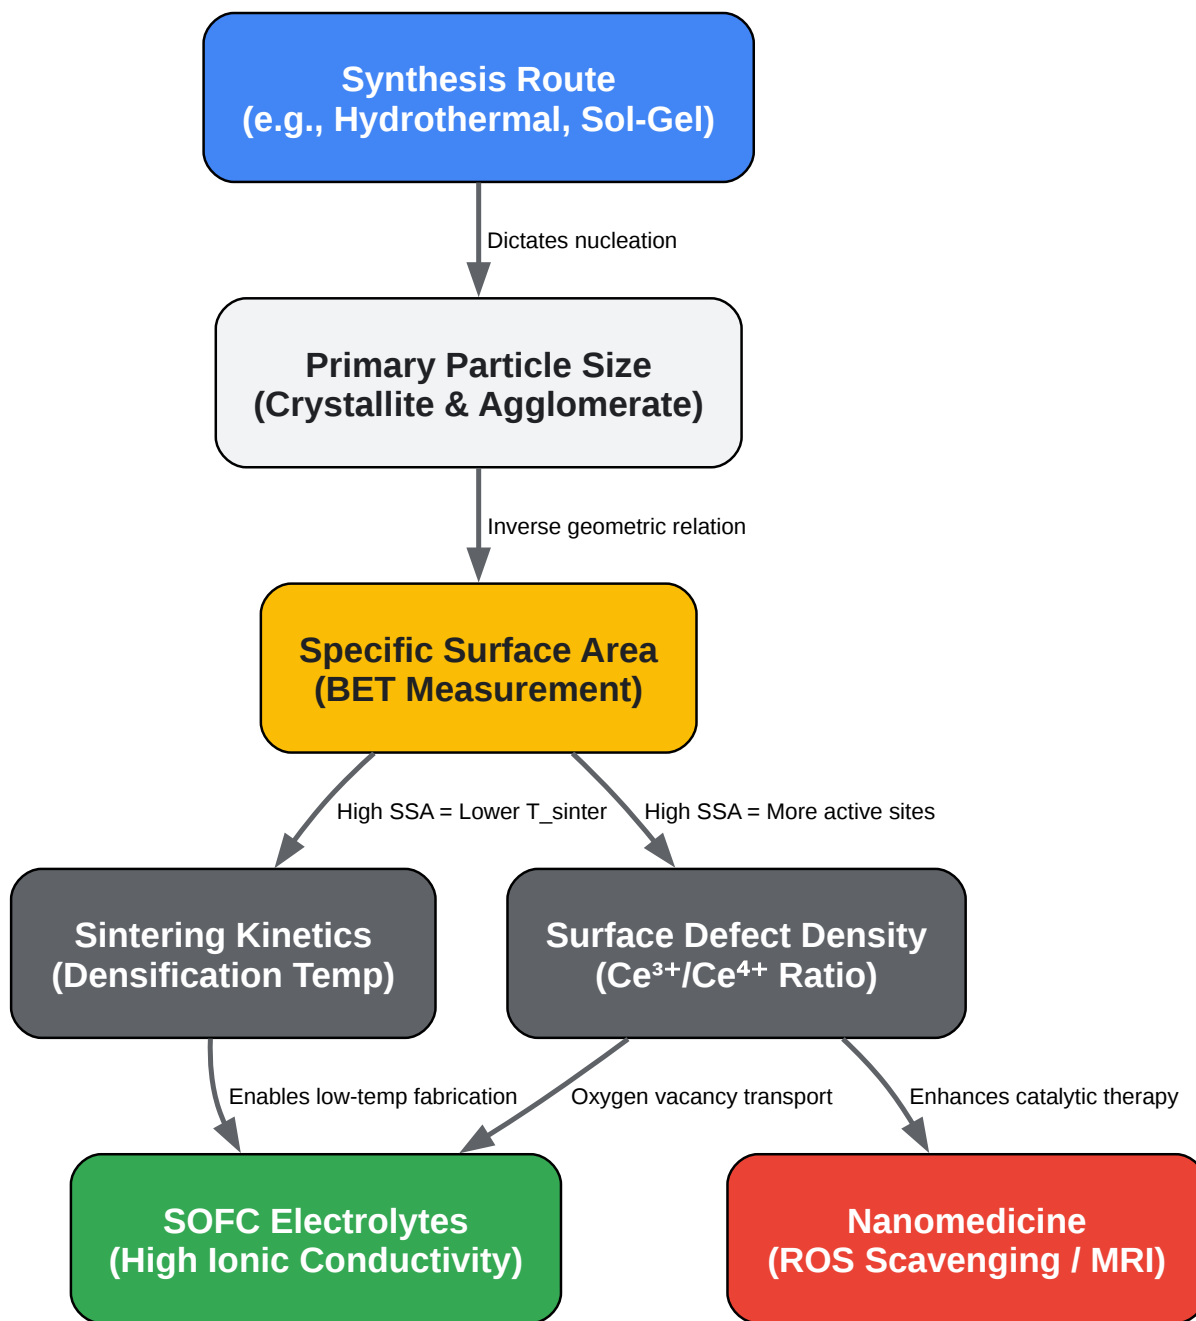 Synthesis Route
(e.g., Hydrothermal, Sol-Gel)
Dictates nucleation
Primary Particle Size
(Crystallite & Agglomerate)
Inverse geometric relation
Specific Surface Area
(BET Measurement)
High SSA = Lower T_sinter
High SSA = More active sites
Sintering Kinetics
(Densification Temp)
Surface Defect Density
(Ce³⁺/Ce⁴⁺ Ratio)
Enables low-temp fabrication
Oxygen vacancy transport
Enhances catalytic therapy
SOFC Electrolytes
(High Ionic Conductivity)
Nanomedicine
(ROS Scavenging / MRI)